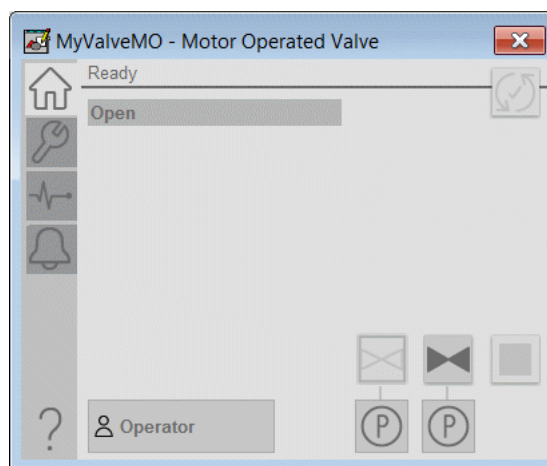 MyValveMO - Motor Operated Valve
Ready
Open
P
P
?
Operator